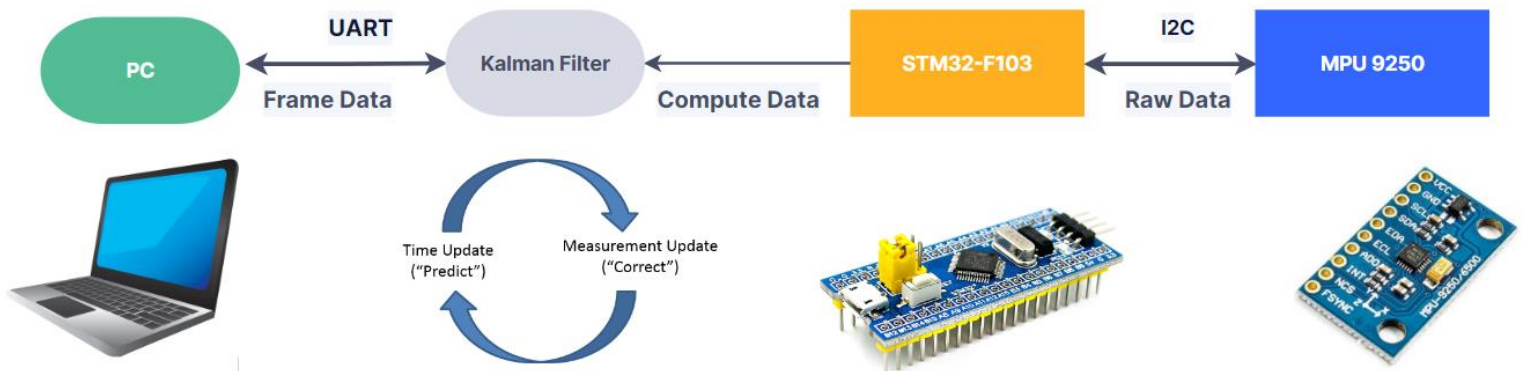 UART
I2C
PC
Kalman Filter
STM32-F103
MPU 9250
Frame Data
Compute Data
Raw Data
Time Update
("Predict")
Measurement Update
("Correct")
VCC
GND
SCL
SDA
EDA
ECL
ADO
INT
NCS
FSYNC
MPU-9250/6500